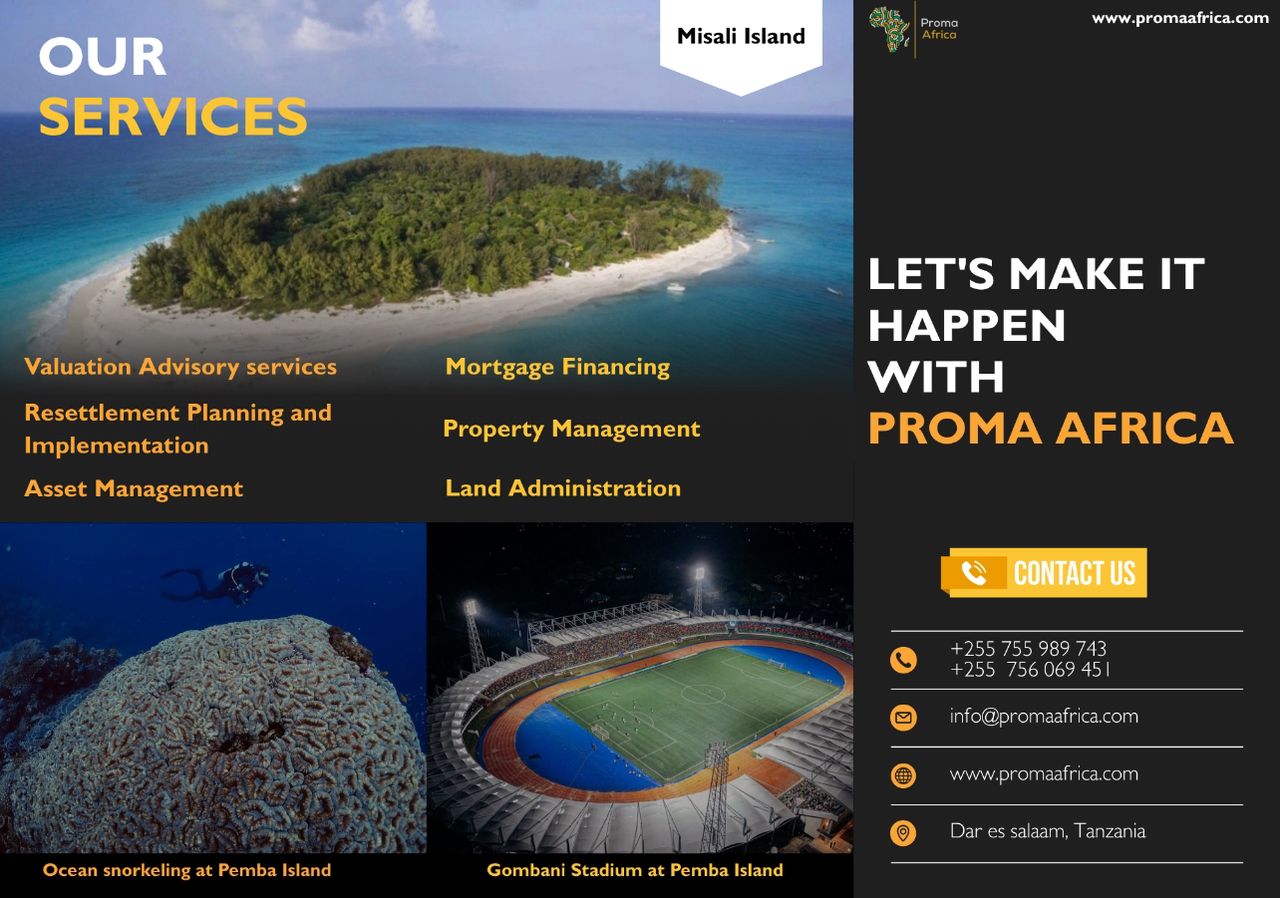 OUR
SERVICES
Misali Island
Valuation Advisory services
Resettlement Planning and
Implementation
Asset Management
Mortgage Financing
Property Management
Land Administration
Ocean snorkeling at Pemba Island
Gombani Stadium at Pemba Island
Proma
Africa
www.promaafrica.com
LET'S MAKE IT
HAPPEN
WITH
PROMA AFRICA
CONTACT US
+255 755 989 743
+255  756 069 451
info@promaafrica.com
www.promaafrica.com
Dar es salaam, Tanzania